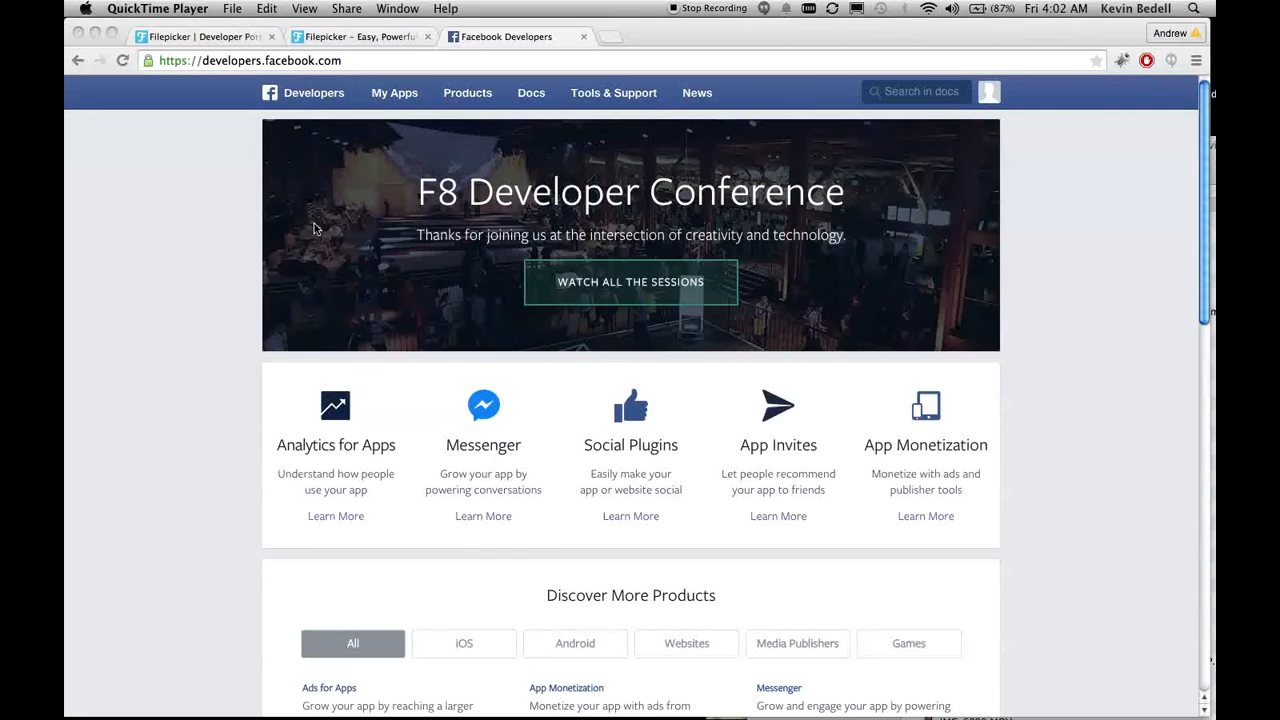 QuickTime Player File Edit View Share Window Help Stop Recording (87%) Fri 4:02 AM Kevin Bedell
Filepicker | Developer Port Filepicker - Easy, Powerful Facebook Developers Andrew
https://developers.facebook.com
Developers My Apps Products Docs Tools & Support News Search in docs
F8 Developer Conference
Thanks for joining us at the intersection of creativity and technology.
WATCH ALL THE SESSIONS
Analytics for Apps Messenger Social Plugins App Invites App Monetization
Understand how people Grow your app by Easily make your Let people recommend Monetize with ads and
use your app powering conversations app or website social your app to friends publisher tools
Learn More Learn More Learn More Learn More Learn More
Discover More Products
All iOS Android Websites Media Publishers Games
Ads for Apps App Monetization Messenger
Grow your app by reaching a larger Monetize your app with ads from Grow and engage your app by powering